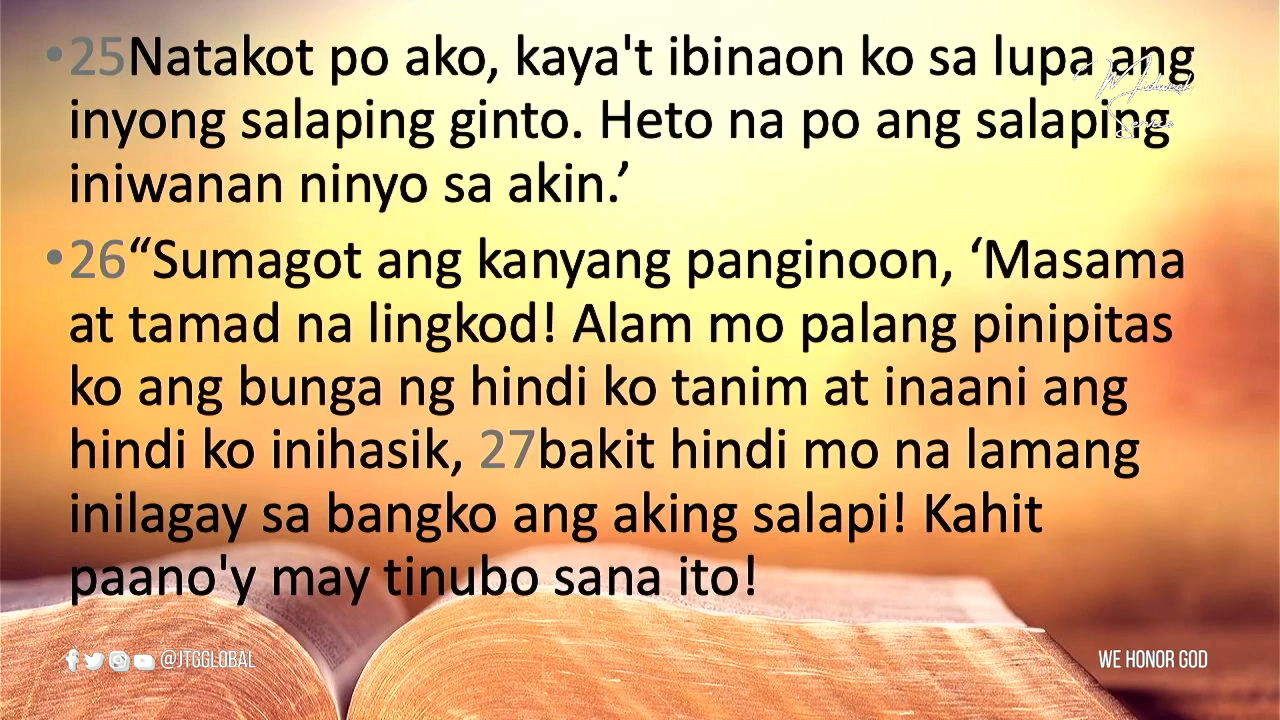 •25Natakot po ako, kaya't ibinaon ko sa lupa ang
inyong salaping ginto. Heto na po ang salaping
iniwanan ninyo sa akin.’
•26“Sumagot ang kanyang panginoon, ‘Masama
at tamad na lingkod! Alam mo palang pinipitas
ko ang bunga ng hindi ko tanim at inaani ang
hindi ko inihasik, 27bakit hindi mo na lamang
inilagay sa bangko ang aking salapi! Kahit
paano'y may tinubo sana ito!
Midweek
Service
@JTGGLOBAL
WE HONOR GOD